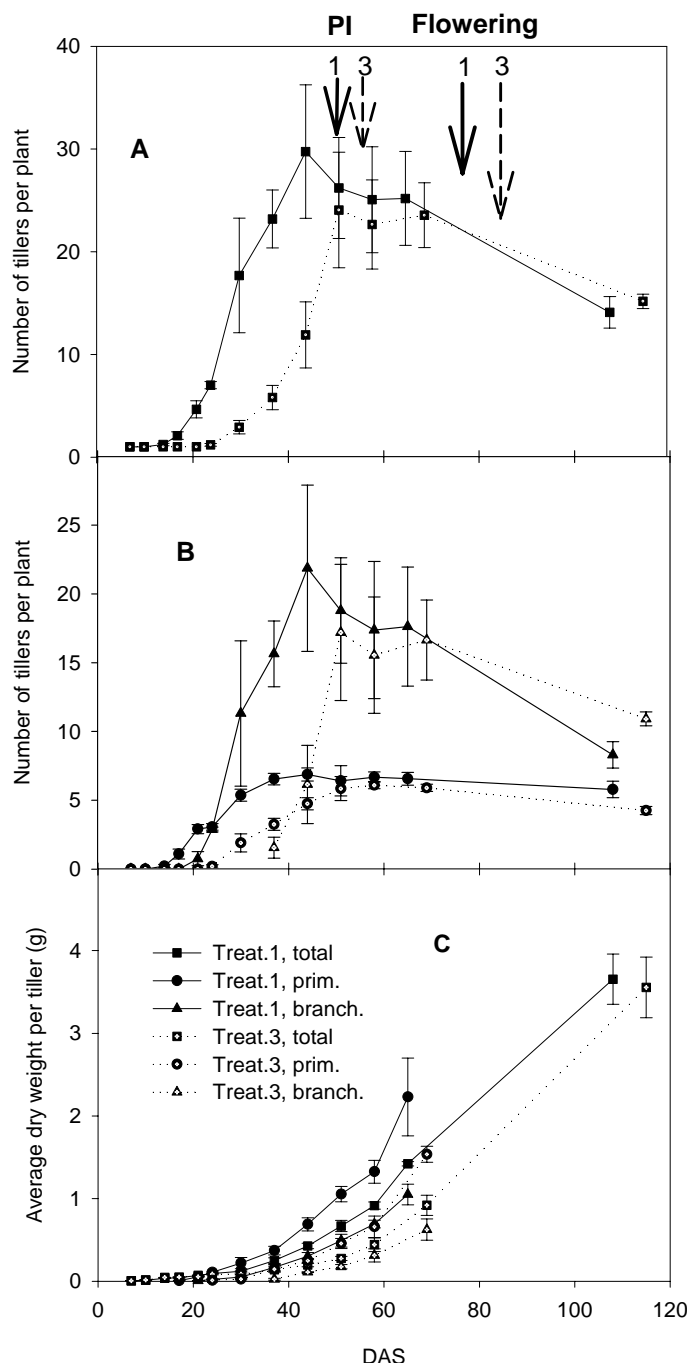 PI Flowering
1 3 1 3
40
30
20
10
0
A
Number of tillers per plant
25
20
15
10
5
0
B
Number of tillers per plant
4
3
2
1
0
C
Treat.1, total
Treat.1, prim.
Treat.1, branch.
Treat.3, total
Treat.3, prim.
Treat.3, branch.
Average dry weight per tiller (g)
0 20 40 60 80 100 120
DAS